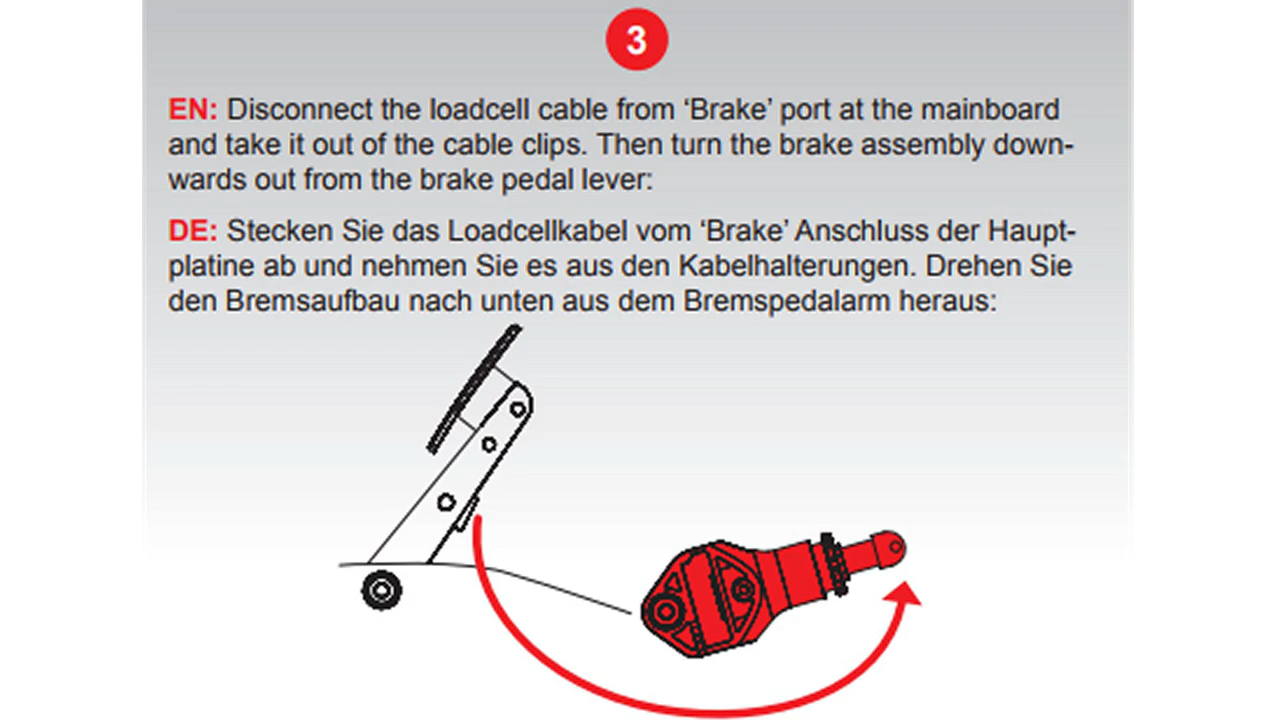 3
EN: Disconnect the loadcell cable from ‘Brake’ port at the mainboard
and take it out of the cable clips. Then turn the brake assembly down-
wards out from the brake pedal lever:
DE: Stecken Sie das Loadcellkabel vom ‘Brake’ Anschluss der Haupt-
platine ab und nehmen Sie es aus den Kabelhalterungen. Drehen Sie
den Bremsaufbau nach unten aus dem Bremspedalarm heraus: